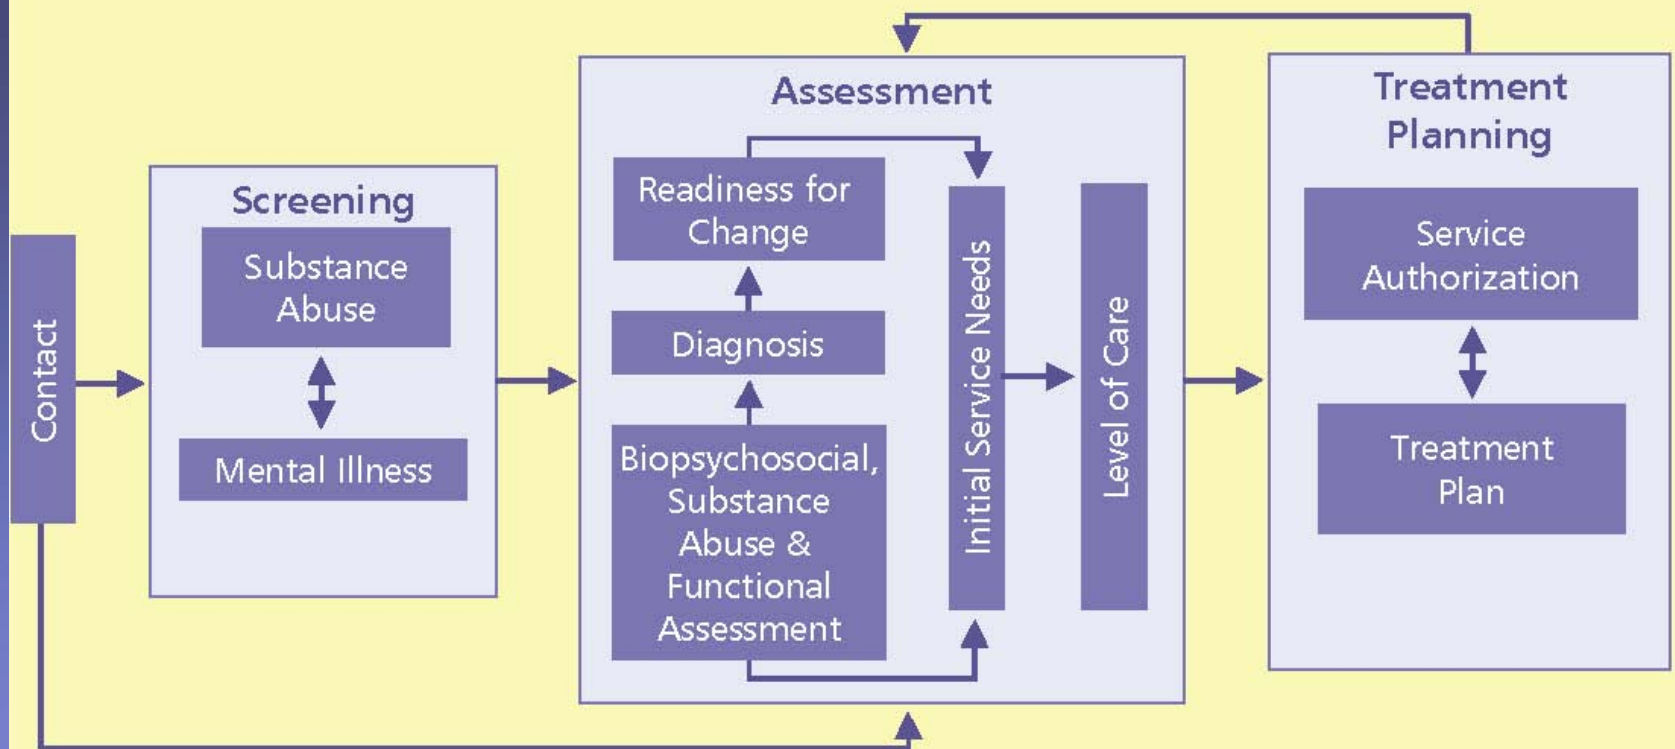 Contact
Screening
Substance
Abuse
Mental Illness
Assessment
Readiness for
Change
Diagnosis
Biopsychosocial,
Substance
Abuse &
Functional
Assessment
Initial Service Needs
Level of Care
Treatment
Planning
Service
Authorization
Treatment
Plan